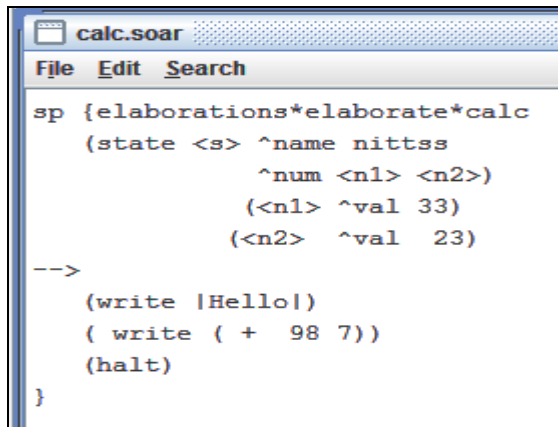 calc.soar
File Edit Search
sp {elaborations*elaborate*calc
(state <s> ^name nittss
^num <n1> <n2>)
(<n1> ^val 33)
(<n2> ^val 23)
-->
(write |Hello|)
( write ( + 98 7))
(halt)
}